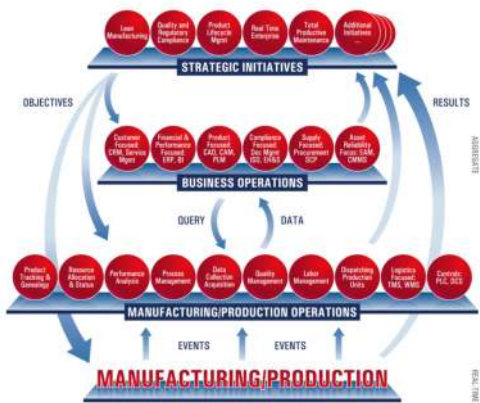 Lean
Manufacturing
Quality and
Regulatory
Compliance
Product
Lifecycle
Mgmt
Real Time
Enterprise
Total
Productive
Maintenance
Additional
Initiatives
...
STRATEGIC INITIATIVES
OBJECTIVES
RESULTS
Customer
Focused:
CRM, Service
Mgmt
Financial &
Performance
Focused:
ERP, BI
Product
Focused:
CAD, CAM,
PLM
Compliance
Focused:
Doc Mgmt
ISO, EH&S
Supply
Focused:
Procurement
SCP
Asset
Reliability
Focus: EAM,
CMMS
BUSINESS OPERATIONS
AGGREGATE
QUERY
DATA
Product
Tracking &
Genealogy
Resource
Allocation
& Status
Performance
Analysis
Process
Management
Data
Collection
Acquisition
Quality
Management
Labor
Management
Dispatching
Production
Units
Logistics
Focused:
TMS, WMS
Controls:
PLC, DCS
MANUFACTURING/PRODUCTION OPERATIONS
EVENTS
EVENTS
MANUFACTURING/PRODUCTION
REAL-TIME